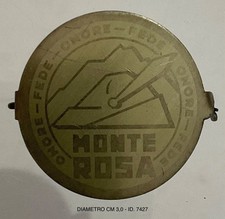 ONORE — FEDE — ONORE — FEDE — ONORE — FEDE
MONTE
ROSA
DIAMETRO CM 3,0 - ID. 7427